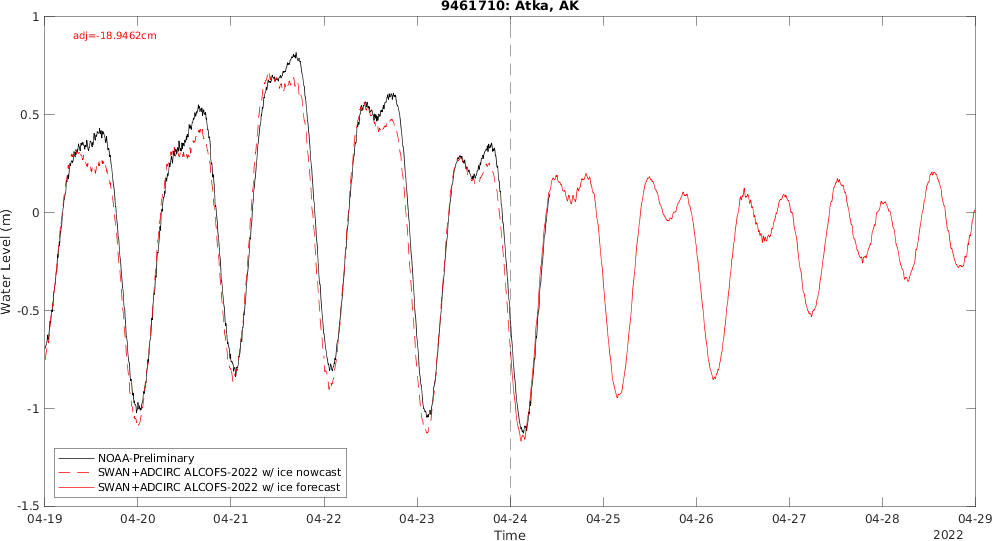 9461710: Atka, AK
adj=-18.9462cm
1
0.5
0
-0.5
-1
-1.5
Water Level (m)
NOAA-Preliminary
SWAN+ADCIRC ALCOFS-2022 w/ ice nowcast
SWAN+ADCIRC ALCOFS-2022 w/ ice forecast
04-19 04-20 04-21 04-22 04-23 04-24 04-25 04-26 04-27 04-28 04-29
Time
2022